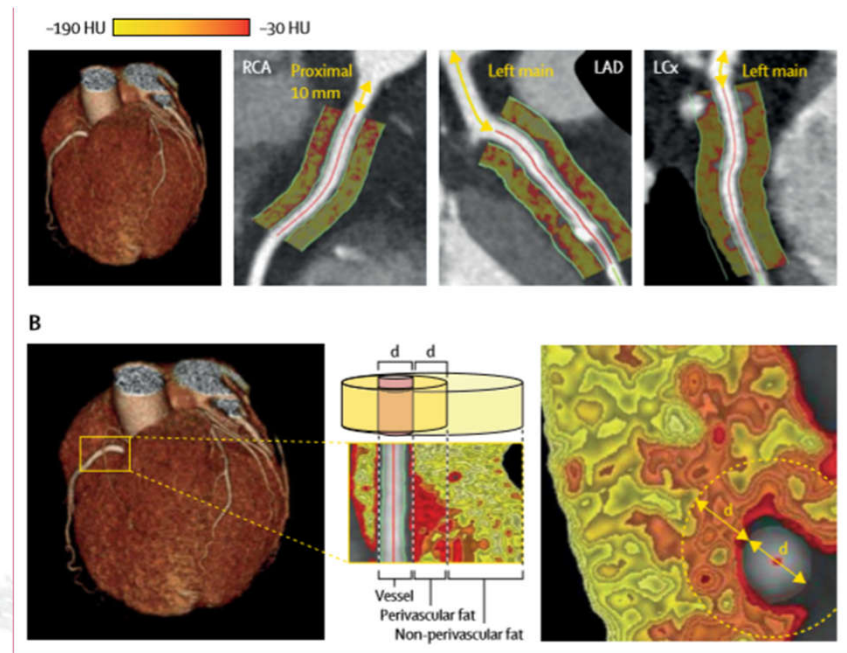 –190 HU
–30 HU
RCA
Proximal
10 mm
Left main
LAD
LCx
Left main
B
d
d
d
d
Vessel
Perivascular fat
Non-perivascular fat